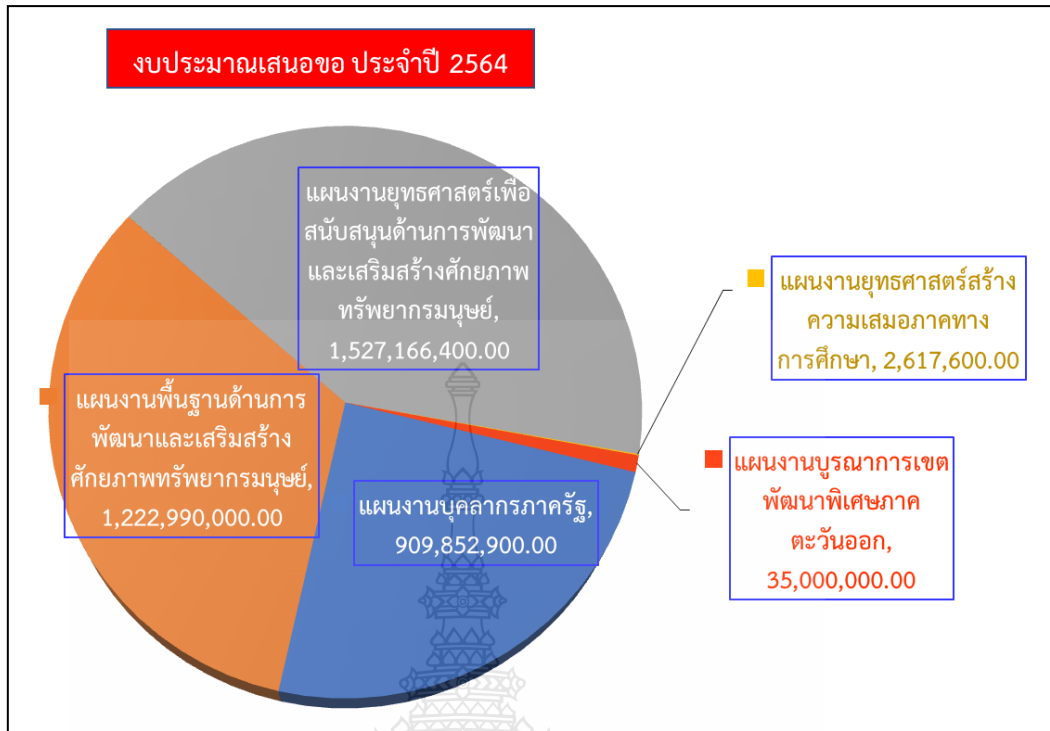 งบประมาณเสนอขอ ประจำปี 2564
แผนงานยุทธศาสตร์เพื่อ
สนับสนุนด้านการพัฒนา
และเสริมสร้างศักยภาพ
ทรัพยากรมนุษย์,
1,527,166,400.00
แผนงานยุทธศาสตร์สร้าง
ความเสมอภาคทาง
การศึกษา, 2,617,600.00
แผนงานพื้นฐานด้านการ
พัฒนาและเสริมสร้าง
ศักยภาพทรัพยากรมนุษย์,
1,222,990,000.00
แผนงานบุคลากรภาครัฐ,
909,852,900.00
แผนงานบูรณาการเขต
พัฒนาพิเศษภาค
ตะวันออก,
35,000,000.00